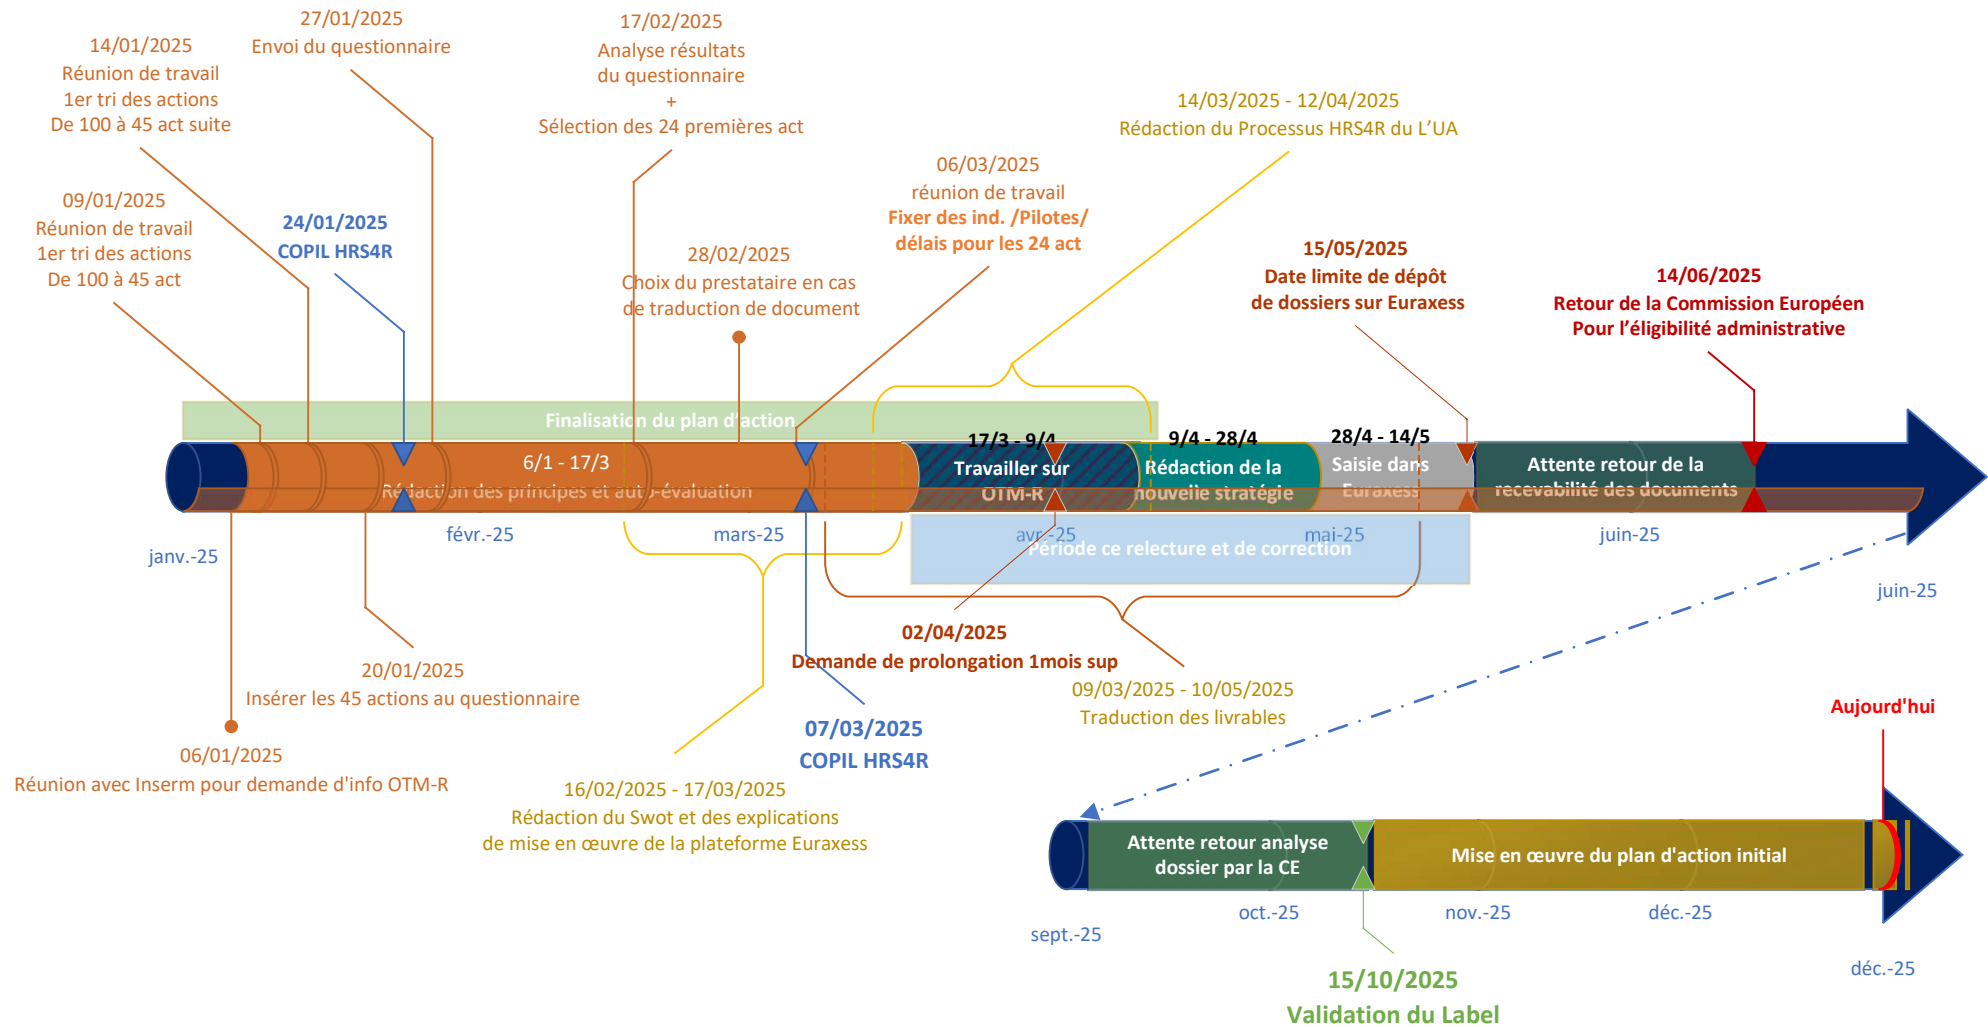 27/01/2025
Envoi du questionnaire
17/02/2025
Analyse résultats
du questionnaire
+
Sélection des 24 premières act
14/01/2025
Réunion de travail
1er tri des actions
De 100 à 45 act suite
14/03/2025 - 12/04/2025
Rédaction du Processus HRS4R du L'UA
09/01/2025
Réunion de travail
1er tri des actions
De 100 à 45 act
24/01/2025
COPIL HRS4R
06/03/2025
réunion de travail
Fixer des ind. /Pilotes/
délais pour les 24 act
28/02/2025
Choix du prestataire en cas
de traduction de document
15/05/2025
Date limite de dépôt
de dossiers sur Euraxess
14/06/2025
Retour de la Commission Européen
Pour l'éligibilité administrative
Finalisation du plan d'action
6/1 - 17/3
Rédaction des principes et auto-évaluation
17/3 - 9/4
Travailler sur
OTM-R
9/4 - 28/4
Rédaction de la
nouvelle stratégie
28/4 - 14/5
Saisie dans
Euraxess
Attente retour de la
recevabilité des documents
janv.-25
févr.-25
mars-25
avr.-25
mai-25
juin-25
juin-25
Période ce relecture et de correction
02/04/2025
Demande de prolongation 1mois sup
20/01/2025
Insérer les 45 actions au questionnaire
09/03/2025 - 10/05/2025
Traduction des livrables
07/03/2025
COPIL HRS4R
06/01/2025
Réunion avec Inserm pour demande d'info OTM-R
16/02/2025 - 17/03/2025
Rédaction du Swot et des explications
de mise en œuvre de la plateforme Euraxess
Aujourd'hui
Attente retour analyse
dossier par la CE
Mise en œuvre du plan d'action initial
sept.-25
oct.-25
nov.-25
déc.-25
déc.-25
15/10/2025
Validation du Label